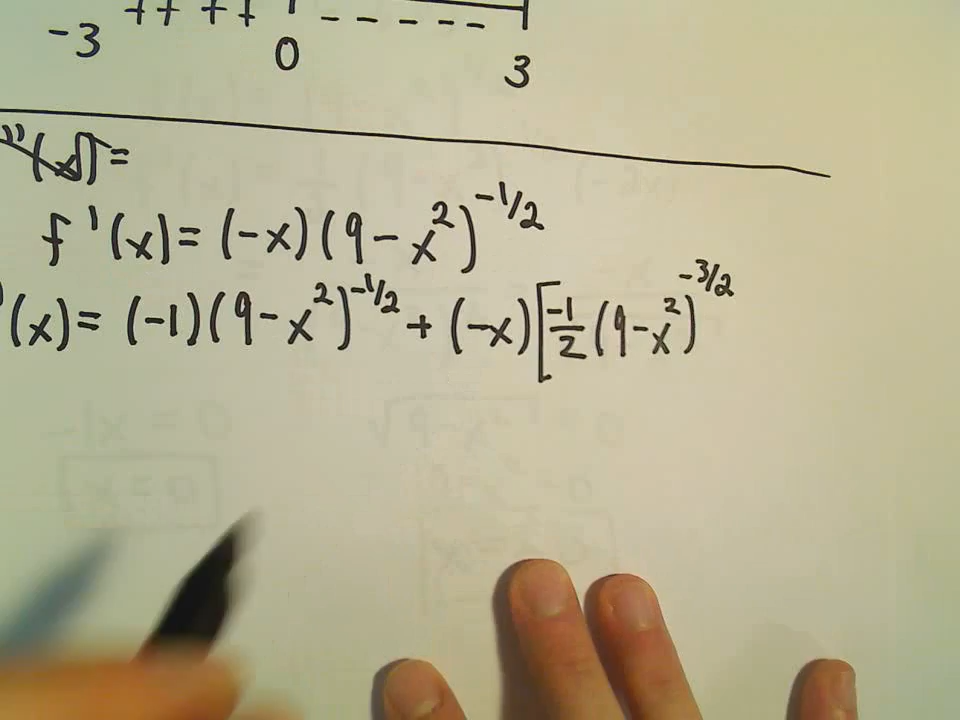 ++ ++ - - - - -
-3 0 3
''(x) =
f'(x) = (-x)(9-x²)^-1/2
'(x) = (-1)(9-x²)^-1/2 + (-x)[-1/2(9-x²)^-3/2